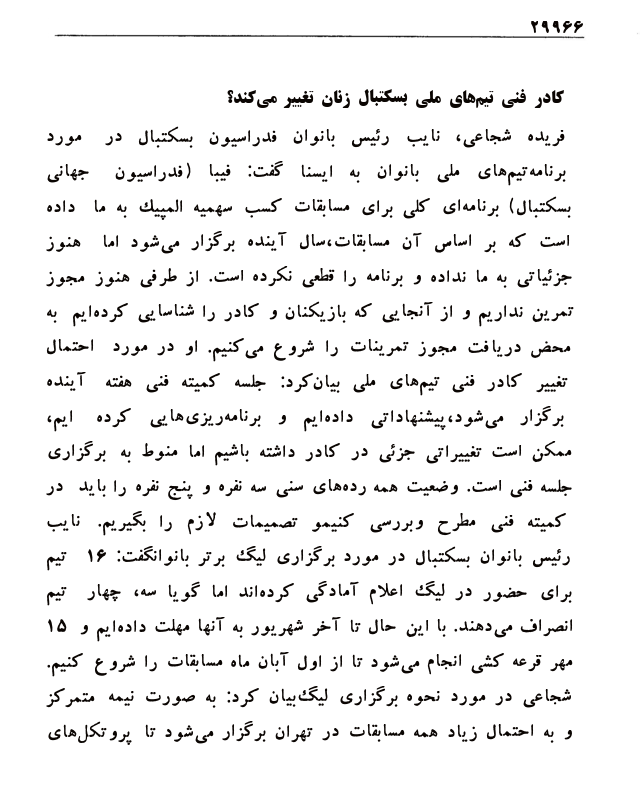 ۲۹۹۶۶
کادر فنی تیم‌های ملی بسکتبال زنان تغییر می‌کند؟
فریده شجاعی، نایب رئیس بانوان فدراسیون بسکتبال در مورد
برنامه‌تیم‌های ملی بانوان به ایسنا گفت: فیبا (فدراسیون جهانی
بسکتبال) برنامه‌ای کلی برای مسابقات کسب سهمیه المپیک به ما داده
است که بر اساس آن مسابقات،سال آینده برگزار می‌شود اما هنوز
جزئیاتی به ما نداده و برنامه را قطعی نکرده است. از طرفی هنوز مجوز
تمرین نداریم و از آنجایی که بازیکنان و کادر را شناسایی کرده‌ایم به
محض دریافت مجوز تمرینات را شروع می‌کنیم. او در مورد احتمال
تغییر کادر فنی تیم‌های ملی بیان‌کرد: جلسه کمیته فنی هفته آینده
برگزار می‌شود،پیشنهاداتی داده‌ایم و برنامه‌ریزی‌هایی کرده ایم،
ممکن است تغییراتی جزئی در کادر داشته باشیم اما منوط به برگزاری
جلسه فنی است. وضعیت همه رده‌های سنی سه نفره و پنج نفره را باید در
کمیته فنی مطرح وبررسی کنیمو تصمیمات لازم را بگیریم. نایب
رئیس بانوان بسکتبال در مورد برگزاری لیگ برتر بانوانگفت: ۱۶ تیم
برای حضور در لیگ اعلام آمادگی کرده‌اند اما گویا سه، چهار تیم
انصراف می‌دهند. با این حال تا آخر شهریور به آنها مهلت داده‌ایم و ۱۵
مهر قرعه کشی انجام می‌شود تا از اول آبان ماه مسابقات را شروع کنیم.
شجاعی در مورد نحوه برگزاری لیگ‌بیان کرد: به صورت نیمه متمرکز
و به احتمال زیاد همه مسابقات در تهران برگزار می‌شود تا پروتکل‌های